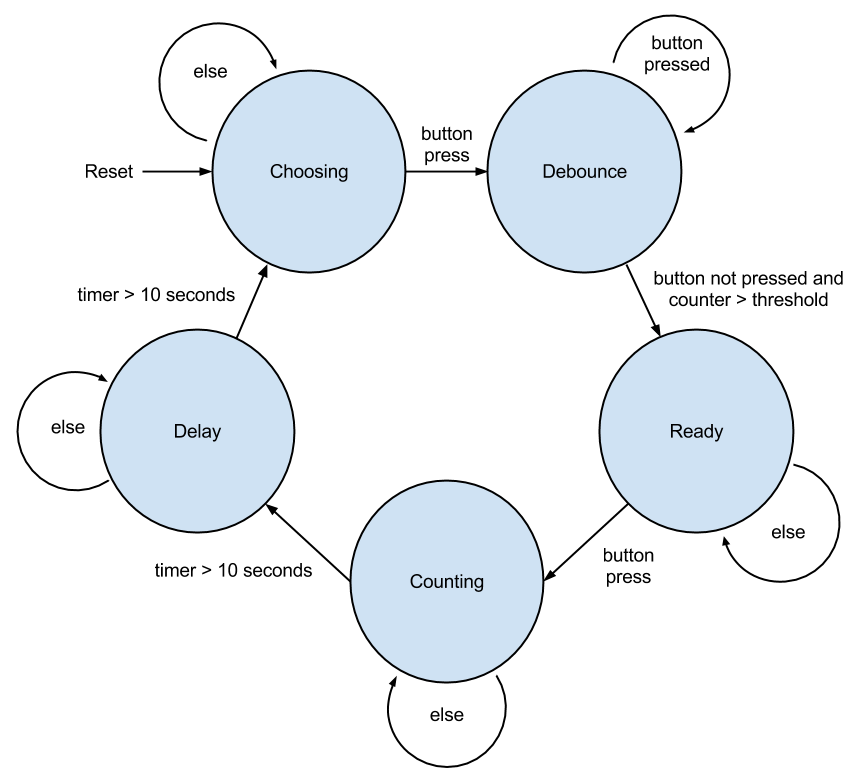 else
button
pressed
Reset
Choosing
button
press
Debounce
timer > 10 seconds
button not pressed and
counter > threshold
else
Delay
Ready
else
timer > 10 seconds
Counting
button
press
else